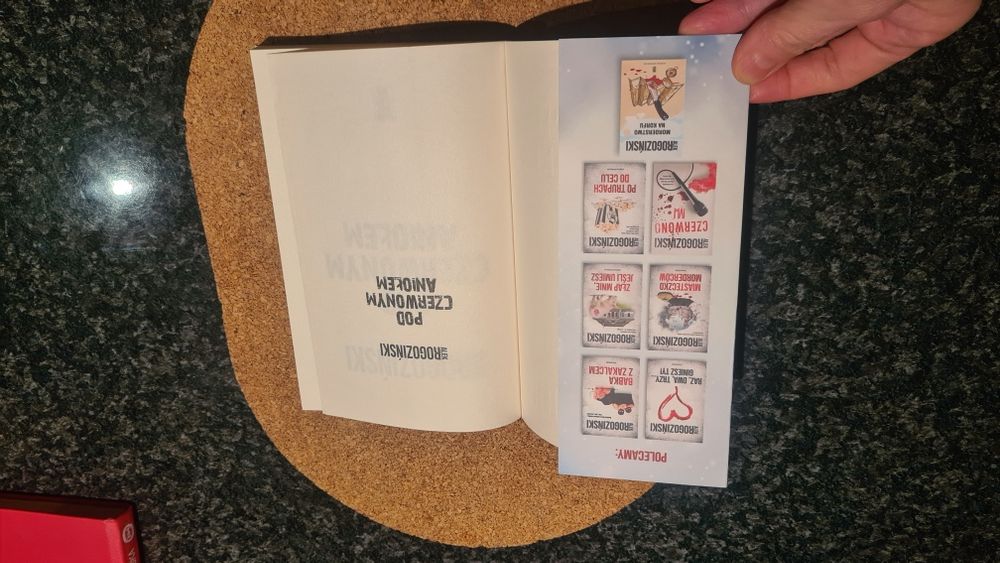 ALEK
ROGOZIŃSKI
POD
CZERWONYM
ANIOŁEM
POLECAMY:
ALEK
ROGOZIŃSKI
RAZ, DWA, TRZY...
GINIESZ TY!
ALEK
ROGOZIŃSKI
BABKA
Z ZAKALCEM
ALEK
ROGOZIŃSKI
MIASTECZKO
MORDERCÓW
ALEK
ROGOZIŃSKI
ZŁAP MNIE,
JEŚLI UMIESZ
ALEK
ROGOZIŃSKI
CZERWONO
MI
ALEK
ROGOZIŃSKI
PO TRUPACH
DO CELU
ALEK
ROGOZIŃSKI
MORDERSTWO
NA KORFU